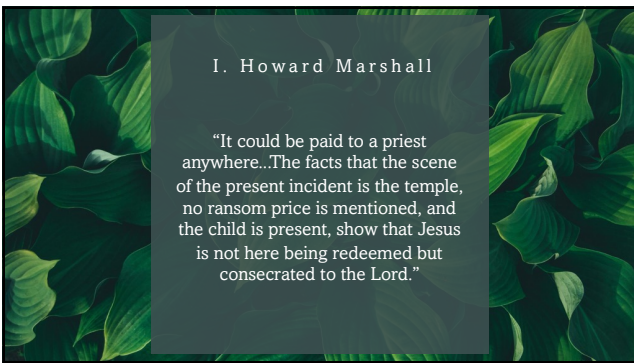 I. Howard Marshall
“It could be paid to a priest
anywhere...The facts that the scene
of the present incident is the temple,
no ransom price is mentioned, and
the child is present, show that Jesus
is not here being redeemed but
consecrated to the Lord.”